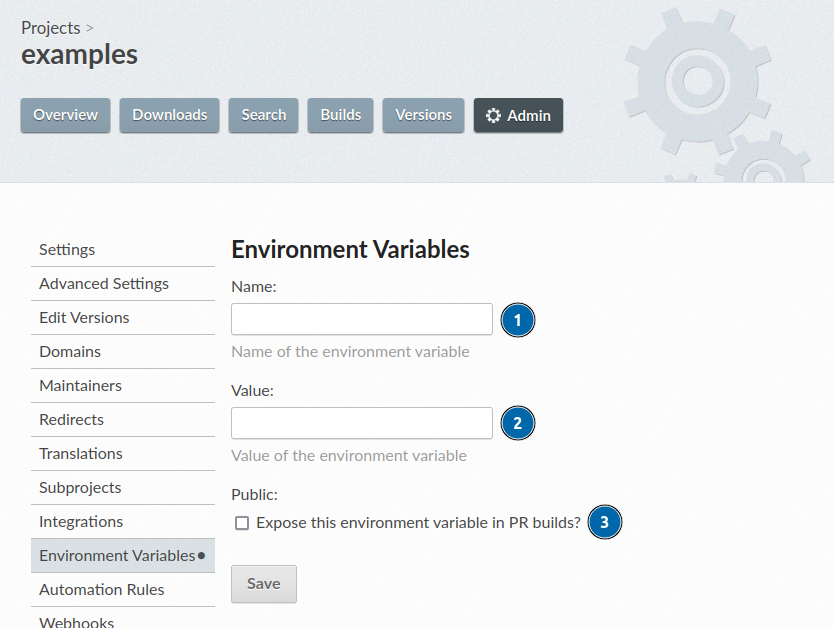 Projects >
examples
Overview Downloads Search Builds Versions Admin
Settings
Advanced Settings
Edit Versions
Domains
Maintainers
Redirects
Translations
Subprojects
Integrations
Environment Variables
Automation Rules
Webhooks
Environment Variables
Name:
1
Name of the environment variable
Value:
2
Value of the environment variable
Public:
Expose this environment variable in PR builds? 3
Save